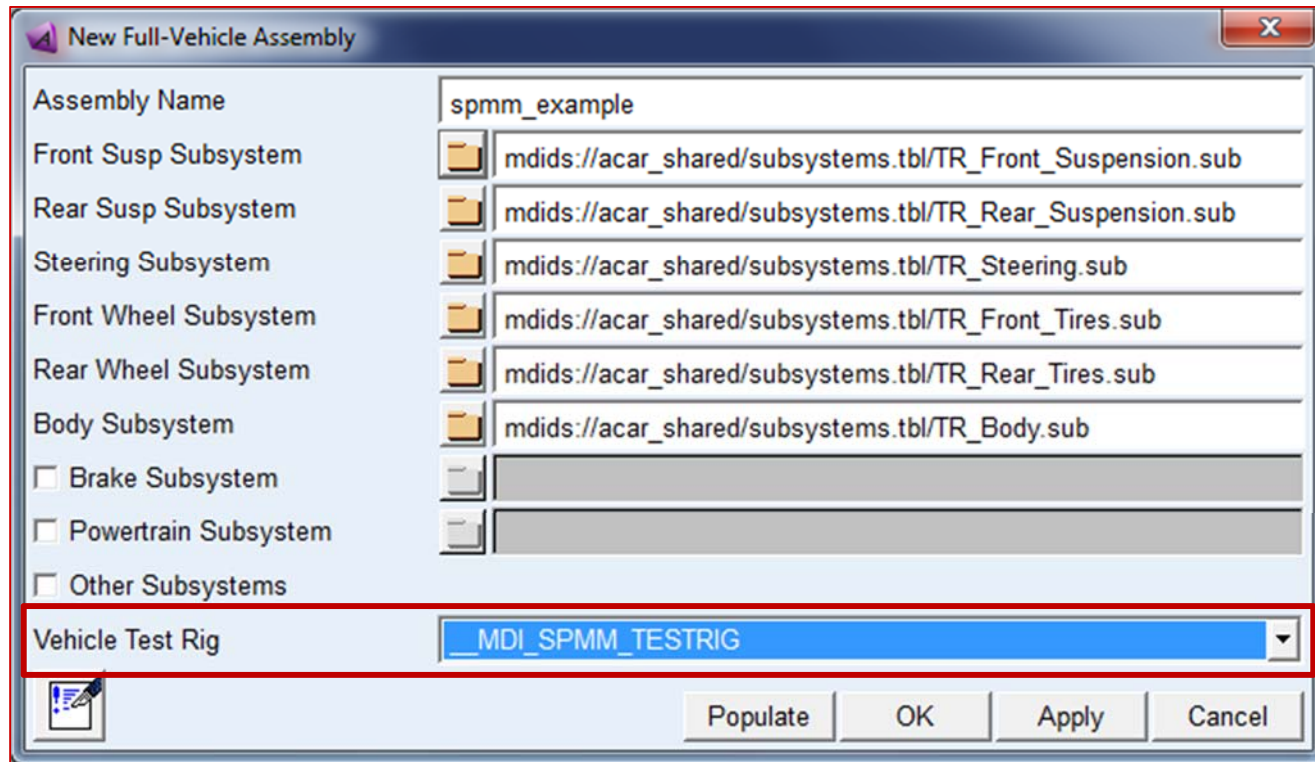 New Full-Vehicle Assembly
Assembly Name spmm_example
Front Susp Subsystem mdids://acar_shared/subsystems.tbl/TR_Front_Suspension.sub
Rear Susp Subsystem mdids://acar_shared/subsystems.tbl/TR_Rear_Suspension.sub
Steering Subsystem mdids://acar_shared/subsystems.tbl/TR_Steering.sub
Front Wheel Subsystem mdids://acar_shared/subsystems.tbl/TR_Front_Tires.sub
Rear Wheel Subsystem mdids://acar_shared/subsystems.tbl/TR_Rear_Tires.sub
Body Subsystem mdids://acar_shared/subsystems.tbl/TR_Body.sub
Brake Subsystem
Powertrain Subsystem
Other Subsystems
Vehicle Test Rig __MDI_SPMM_TESTRIG
Populate OK Apply Cancel